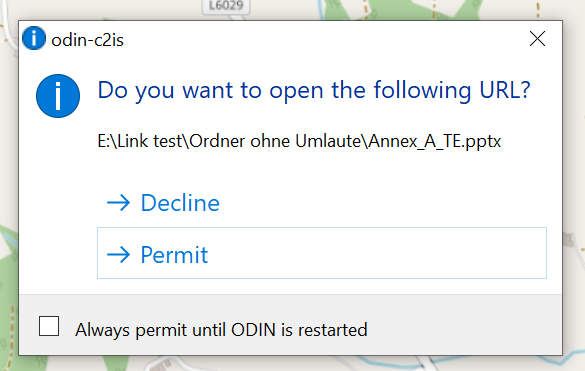 L6029
odin-c2is
Do you want to open the following URL?
E:\Link test\Ordner ohne Umlaute\Annex_A_TE.pptx
Decline
Permit
Always permit until ODIN is restarted